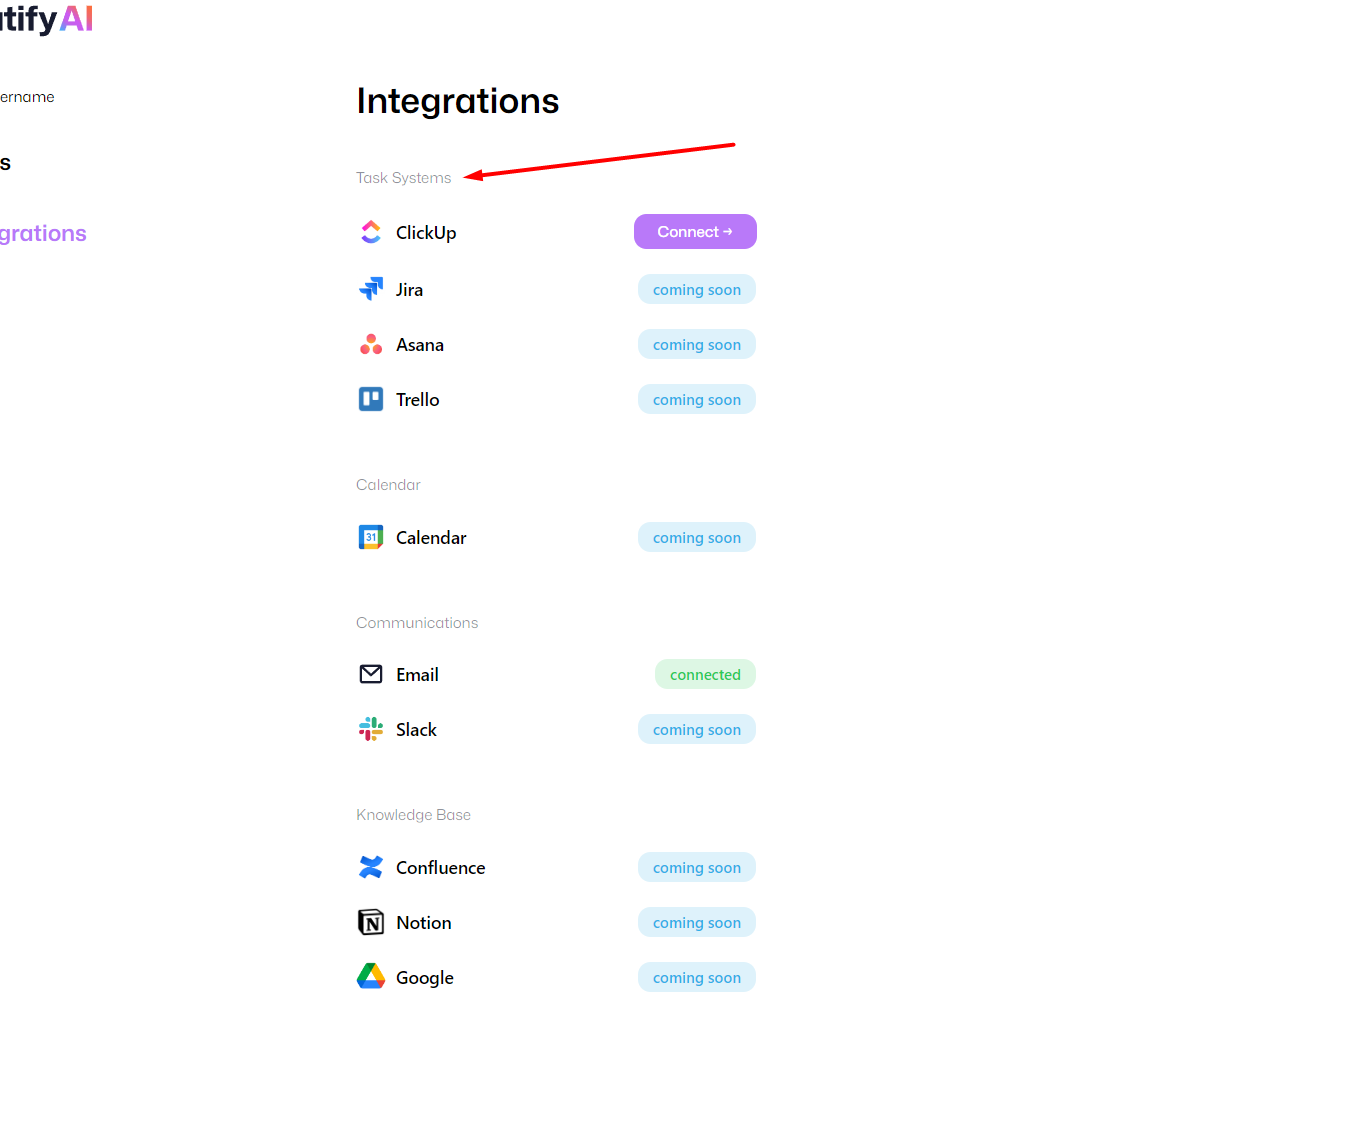 tifyAI
ername
s
grations
Integrations
Task Systems
ClickUp
Connect →
Jira
coming soon
Asana
coming soon
Trello
coming soon
Calendar
31
Calendar
coming soon
Communications
Email
connected
Slack
coming soon
Knowledge Base
Confluence
coming soon
N
Notion
coming soon
Google
coming soon